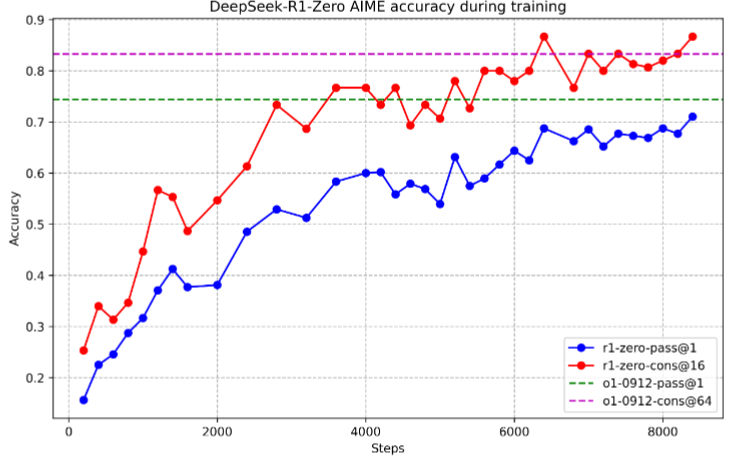 DeepSeek-R1-Zero AIME accuracy during training
0.9
0.8
0.7
0.6
0.5
0.4
0.3
0.2
Accuracy
0 2000 4000 6000 8000
Steps
r1-zero-pass@1
r1-zero-cons@16
o1-0912-pass@1
o1-0912-cons@64